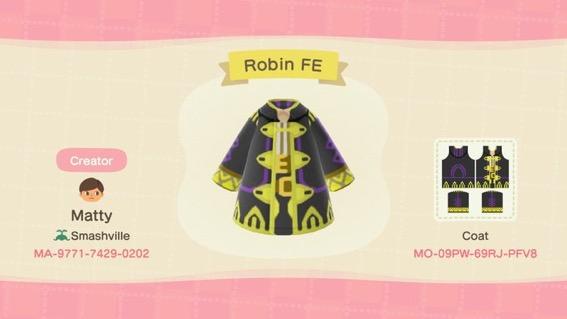 Robin FE
Creator
Matty
Smashville
MA-9771-7429-0202
Coat
MO-09PW-69RJ-PFV8